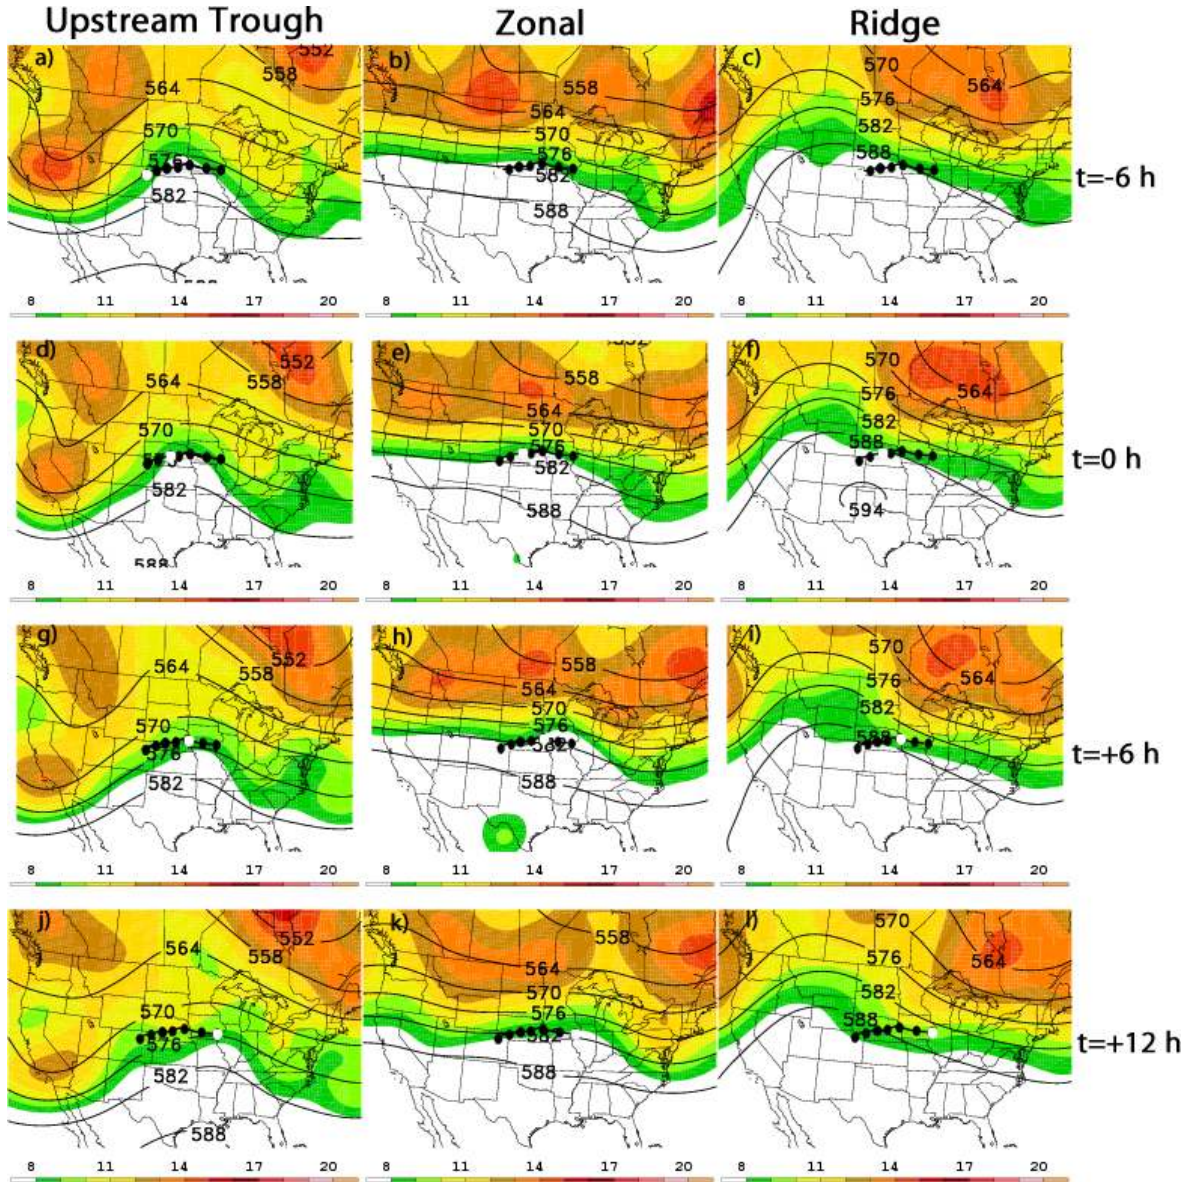 Upstream Trough Zonal Ridge
a) 552 558 564 570 576 582
b) 558 564 570 576 582 588
c) 570 564 576 582 588
t=-6 h
8 11 14 17 20 8 11 14 17 20 8 11 14 17 20
d) 552 558 564 570 582 588
e) 558 564 570 576 582 588
f) 570 564 576 582 588 594
t=0 h
8 11 14 17 20 8 11 14 17 20 8 11 14 17 20
g) 552 558 564 570 576 582
h) 558 564 570 576 582 588
i) 570 564 576 582 588
t=+6 h
8 11 14 17 20 8 11 14 17 20 8 11 14 17 20
j) 552 558 564 570 576 582 588
k) 558 564 570 576 582 588
l) 570 564 576 582 588
t=+12 h
8 11 14 17 20 8 11 14 17 20 8 11 14 17 20